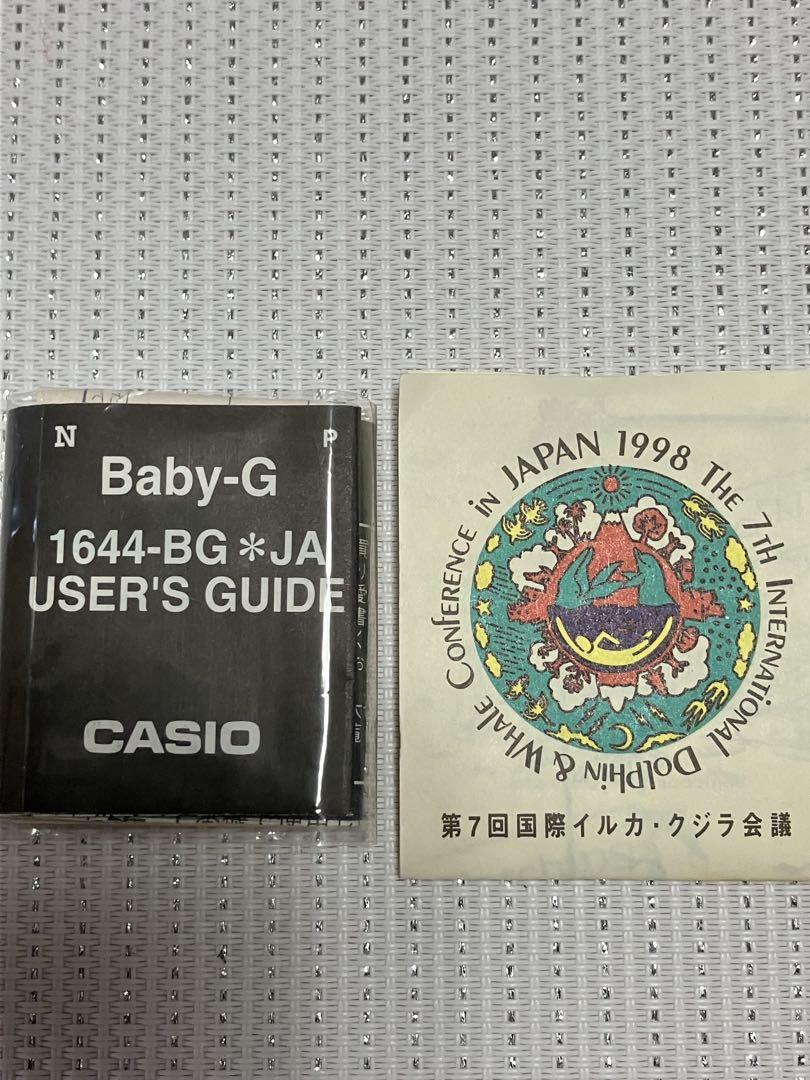 N P
Baby-G
1644-BG*JA
USER'S GUIDE
CASIO
THE 7TH INTERNATIONAL DOLPHIN & WHALE CONFERENCE in JAPAN 1998
第7回国際イルカ・クジラ会議